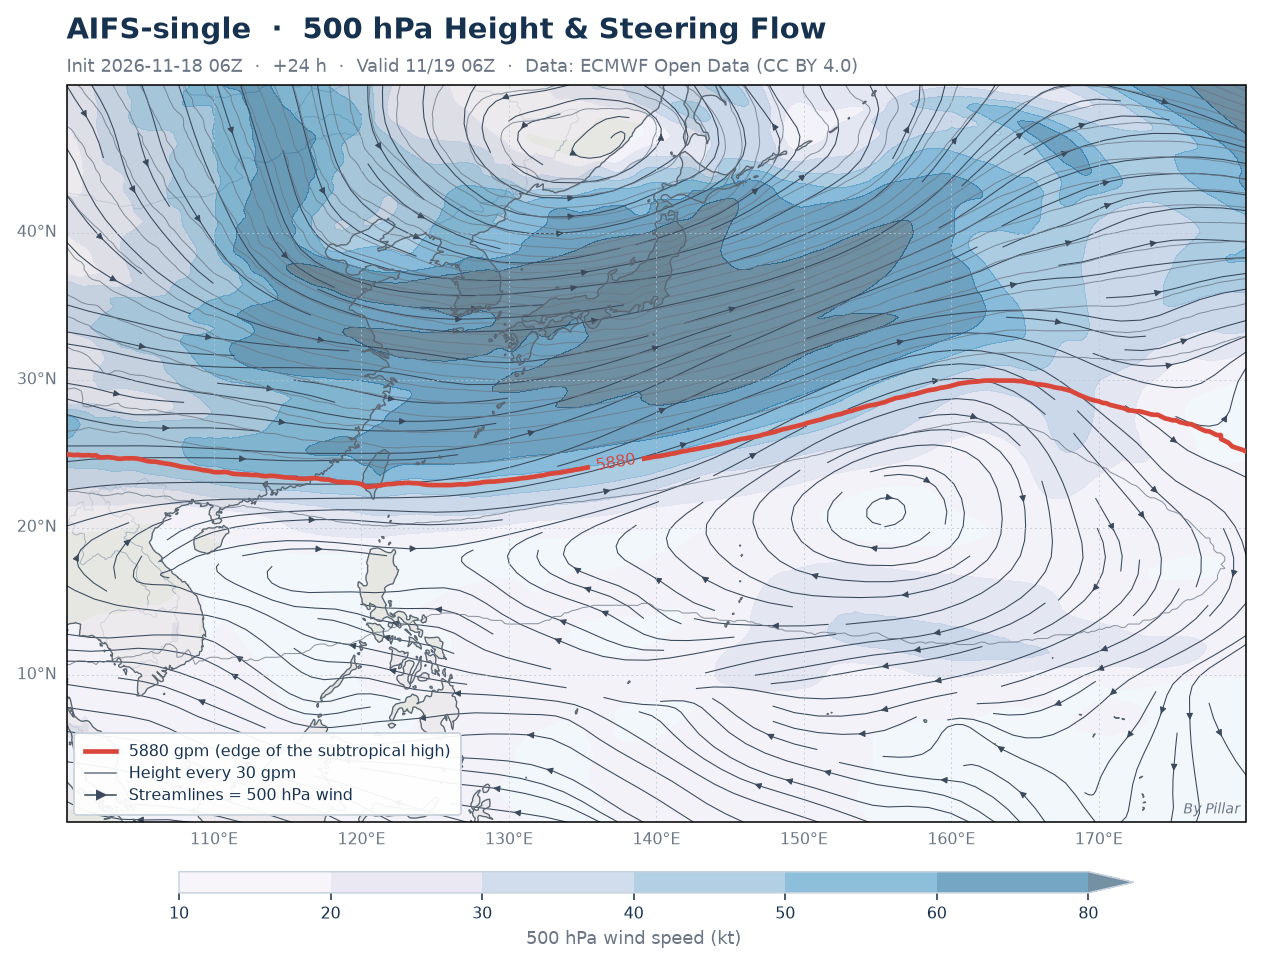 AIFS-single · 500 hPa Height & Steering Flow
Init 2026-11-18 06Z · +24 h · Valid 11/19 06Z · Data: ECMWF Open Data (CC BY 4.0)
40°N
30°N
5880
20°N
10°N
5880 gpm (edge of the subtropical high)
Height every 30 gpm
Streamlines = 500 hPa wind
By Pillar
110°E 120°E 130°E 140°E 150°E 160°E 170°E
10 20 30 40 50 60 80
500 hPa wind speed (kt)